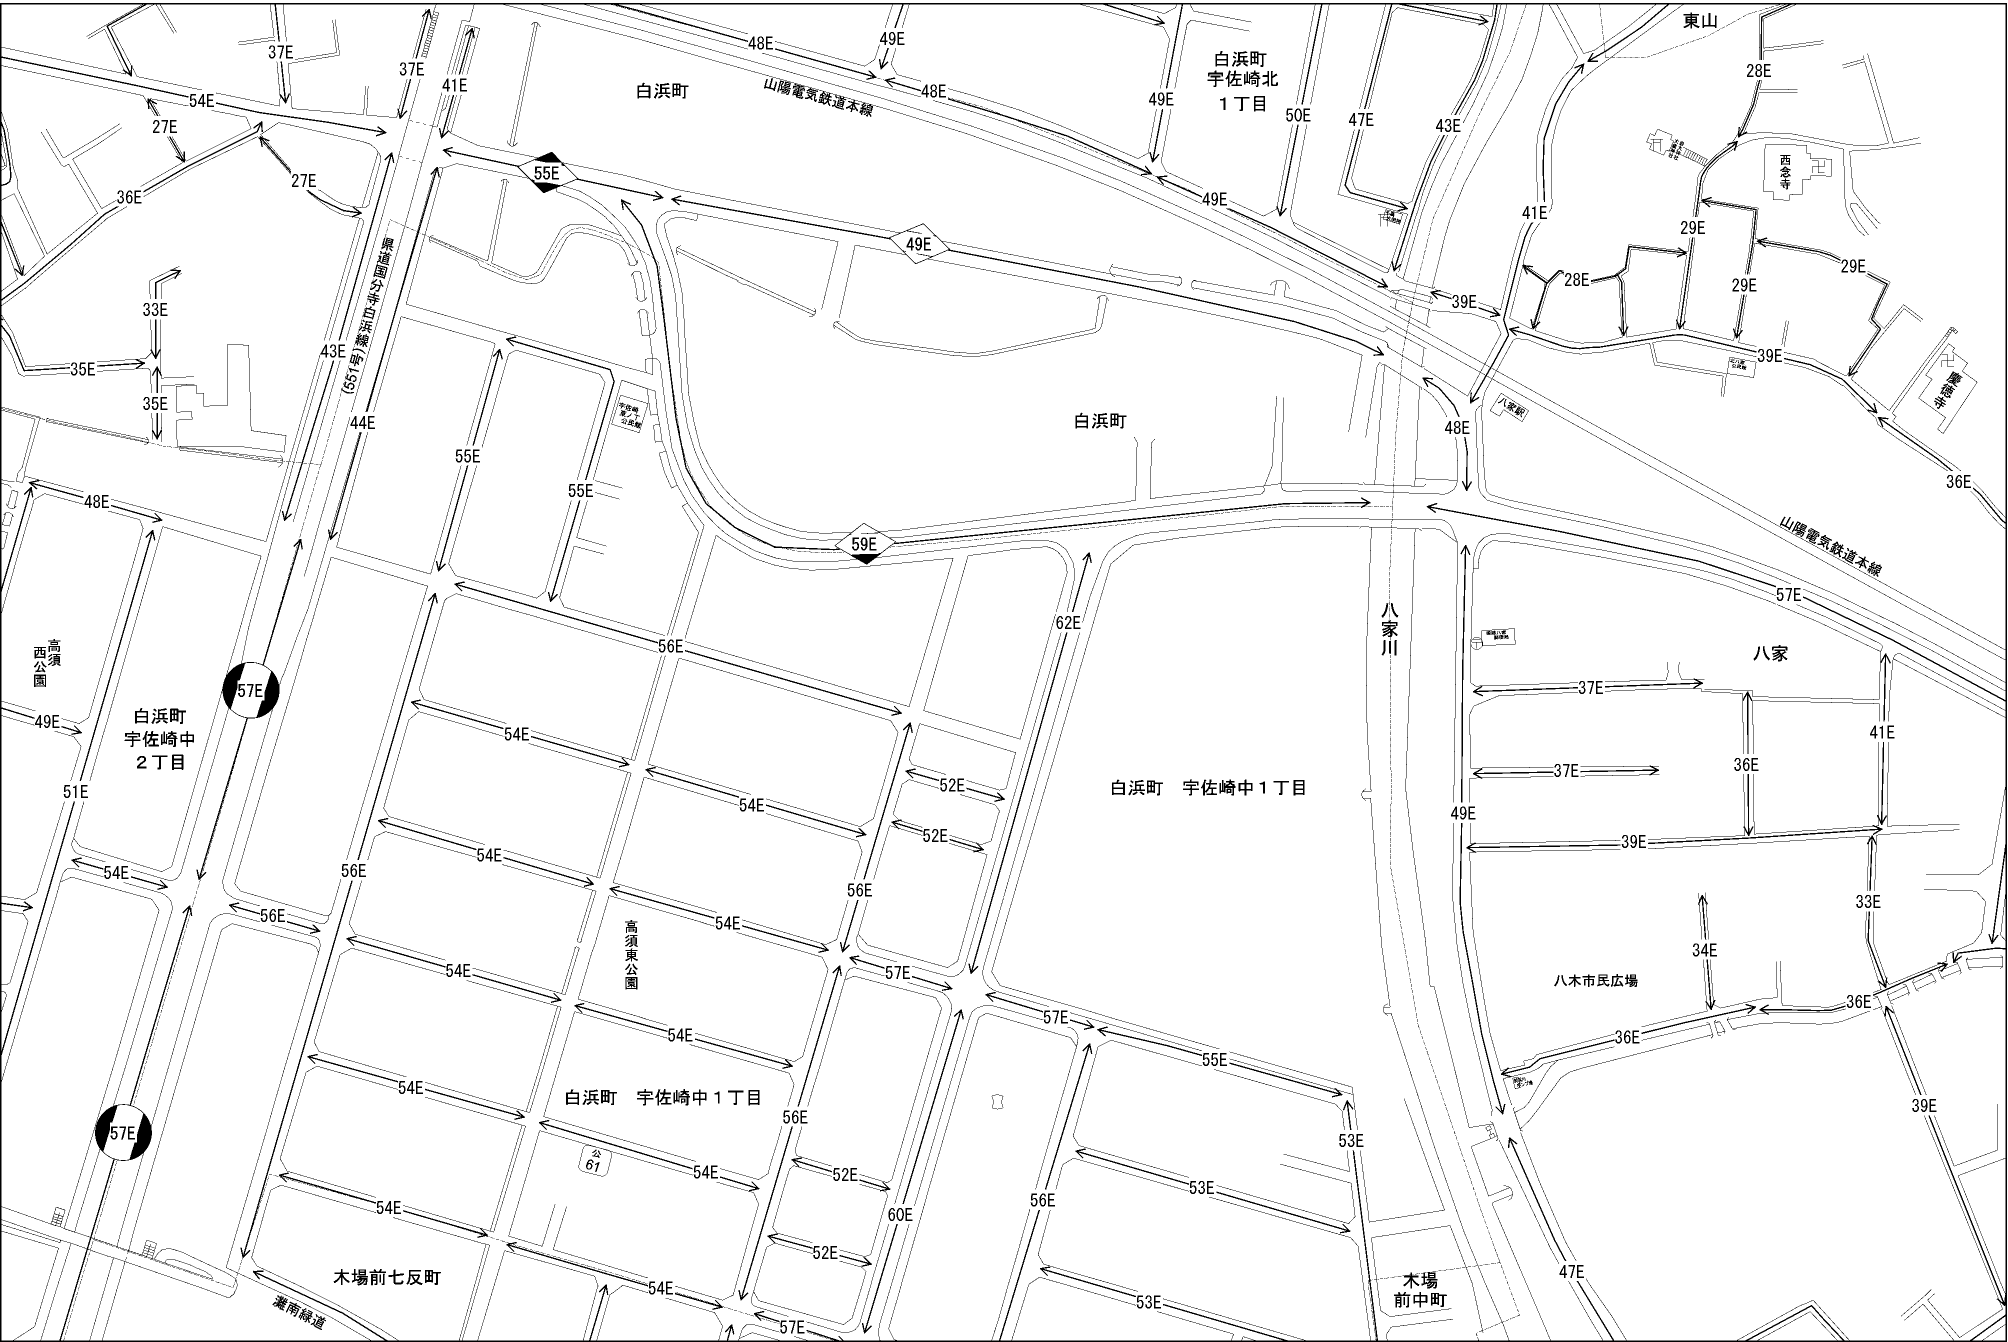 東山
37E
48E
49E
白浜町
宇佐崎北
１丁目
28E
37E
41E
白浜町
山陽電気鉄道本線
48E
49E
54E
50E
47E
43E
27E
西念寺
55E
27E
36E
49E
41E
29E
県道国分寺白浜線
(551号)
49E
28E
29E
29E
33E
39E
43E
39E
35E
慶徳寺
35E
宇佐崎
公民館
八家駅
44E
白浜町
48E
55E
55E
36E
48E
山陽電気鉄道本線
59E
57E
62E
八家川
56E
高須
西公園
八家
57E
37E
49E
白浜町
宇佐崎中
２丁目
54E
41E
36E
37E
51E
54E
52E
白浜町　宇佐崎中１丁目
49E
52E
39E
54E
54E
56E
56E
33E
56E
54E
高須東公園
34E
54E
57E
八木市民広場
36E
57E
54E
36E
55E
54E
白浜町　宇佐崎中１丁目
56E
39E
57E
53E
公
61
54E
52E
53E
56E
54E
60E
52E
木場前七反町
47E
木場
前中町
54E
53E
灘南緑道
57E